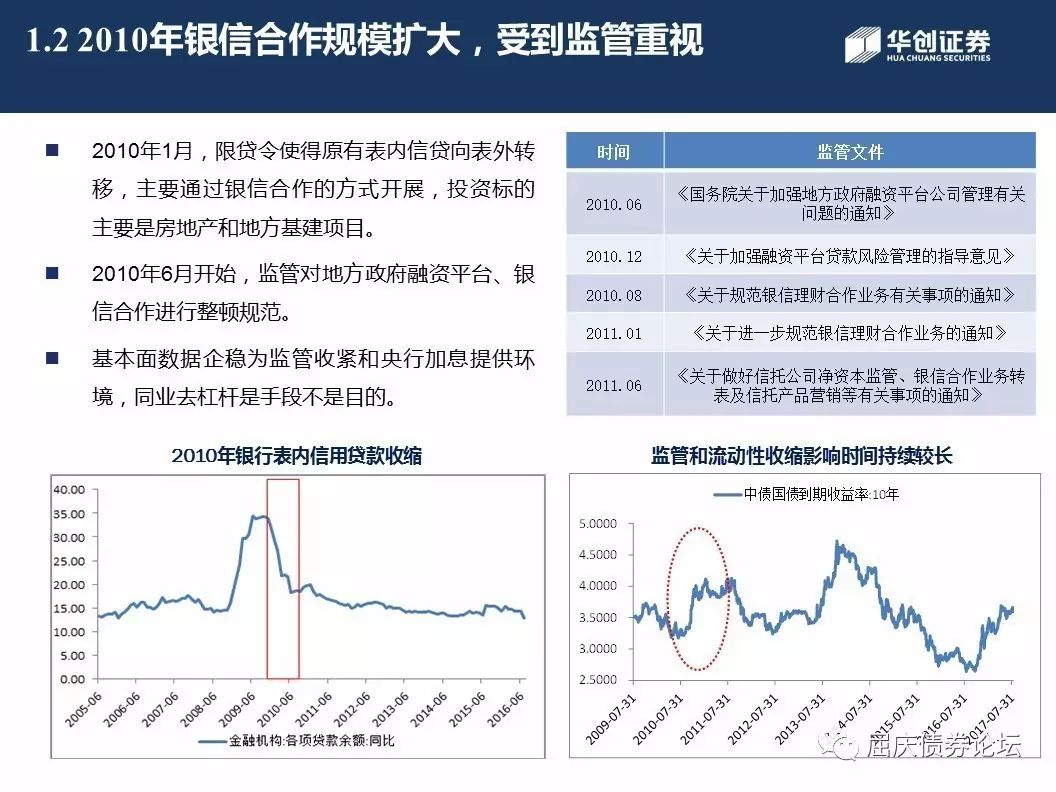 1.2 2010年银信合作规模扩大，受到监管重视
华创证券
HUA CHUANG SECURITIES
■ 2010年1月，限贷令使得原有表内信贷向表外转
移，主要通过银信合作的方式开展，投资标的
主要是房地产和地方基建项目。
■ 2010年6月开始，监管对地方政府融资平台、银
信合作进行整顿规范。
■ 基本面数据企稳为监管收紧和央行加息提供环
境，同业去杠杆是手段不是目的。
时间 监管文件
2010.06 《国务院关于加强地方政府融资平台公司管理有关
问题的通知》
2010.12 《关于加强融资平台贷款风险管理的指导意见》
2010.08 《关于规范银信理财合作业务有关事项的通知》
2011.01 《关于进一步规范银信理财合作业务的通知》
2011.06 《关于做好信托公司净资本监管、银信合作业务转
表及信托产品营销等有关事项的通知》
2010年银行表内信用贷款收缩
40.00
35.00
30.00
25.00
20.00
15.00
10.00
5.00
0.00
2005-06
2006-06
2007-06
2008-06
2009-06
2010-06
2011-06
2012-06
2013-06
2014-06
2015-06
2016-06
金融机构:各项贷款余额:同比
监管和流动性收缩影响时间持续较长
中债国债到期收益率:10年
5.0000
4.5000
4.0000
3.5000
3.0000
2.5000
2009-07-31
2010-07-31
2011-07-31
2012-07-31
2013-07-31
2014-07-31
2015-07-31
2016-07-31
2017-07-31
屈庆债券论坛